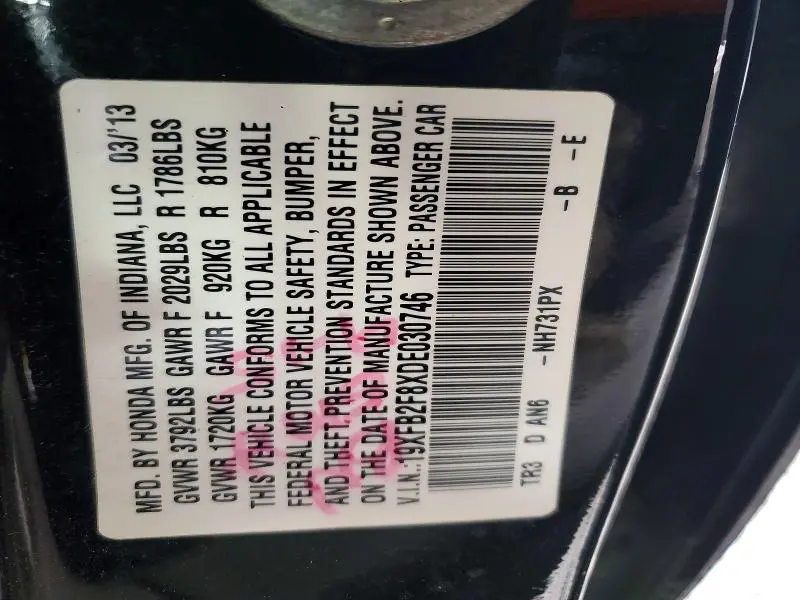 MFD. BY HONDA MFG. OF INDIANA, LLC 03/'13
GVWR 3792LBS GAWR F 2029LBS R 1786LBS
GVWR 1720KG GAWR F 920KG R 810KG
THIS VEHICLE CONFORMS TO ALL APPLICABLE
FEDERAL MOTOR VEHICLE SAFETY, BUMPER,
AND THEFT PREVENTION STANDARDS IN EFFECT
ON THE DATE OF MANUFACTURE SHOWN ABOVE.
V.I.N.:19XFB2F8XDE030746 TYPE: PASSENGER CAR
TR3 D AN6 -NH731PX -B -E